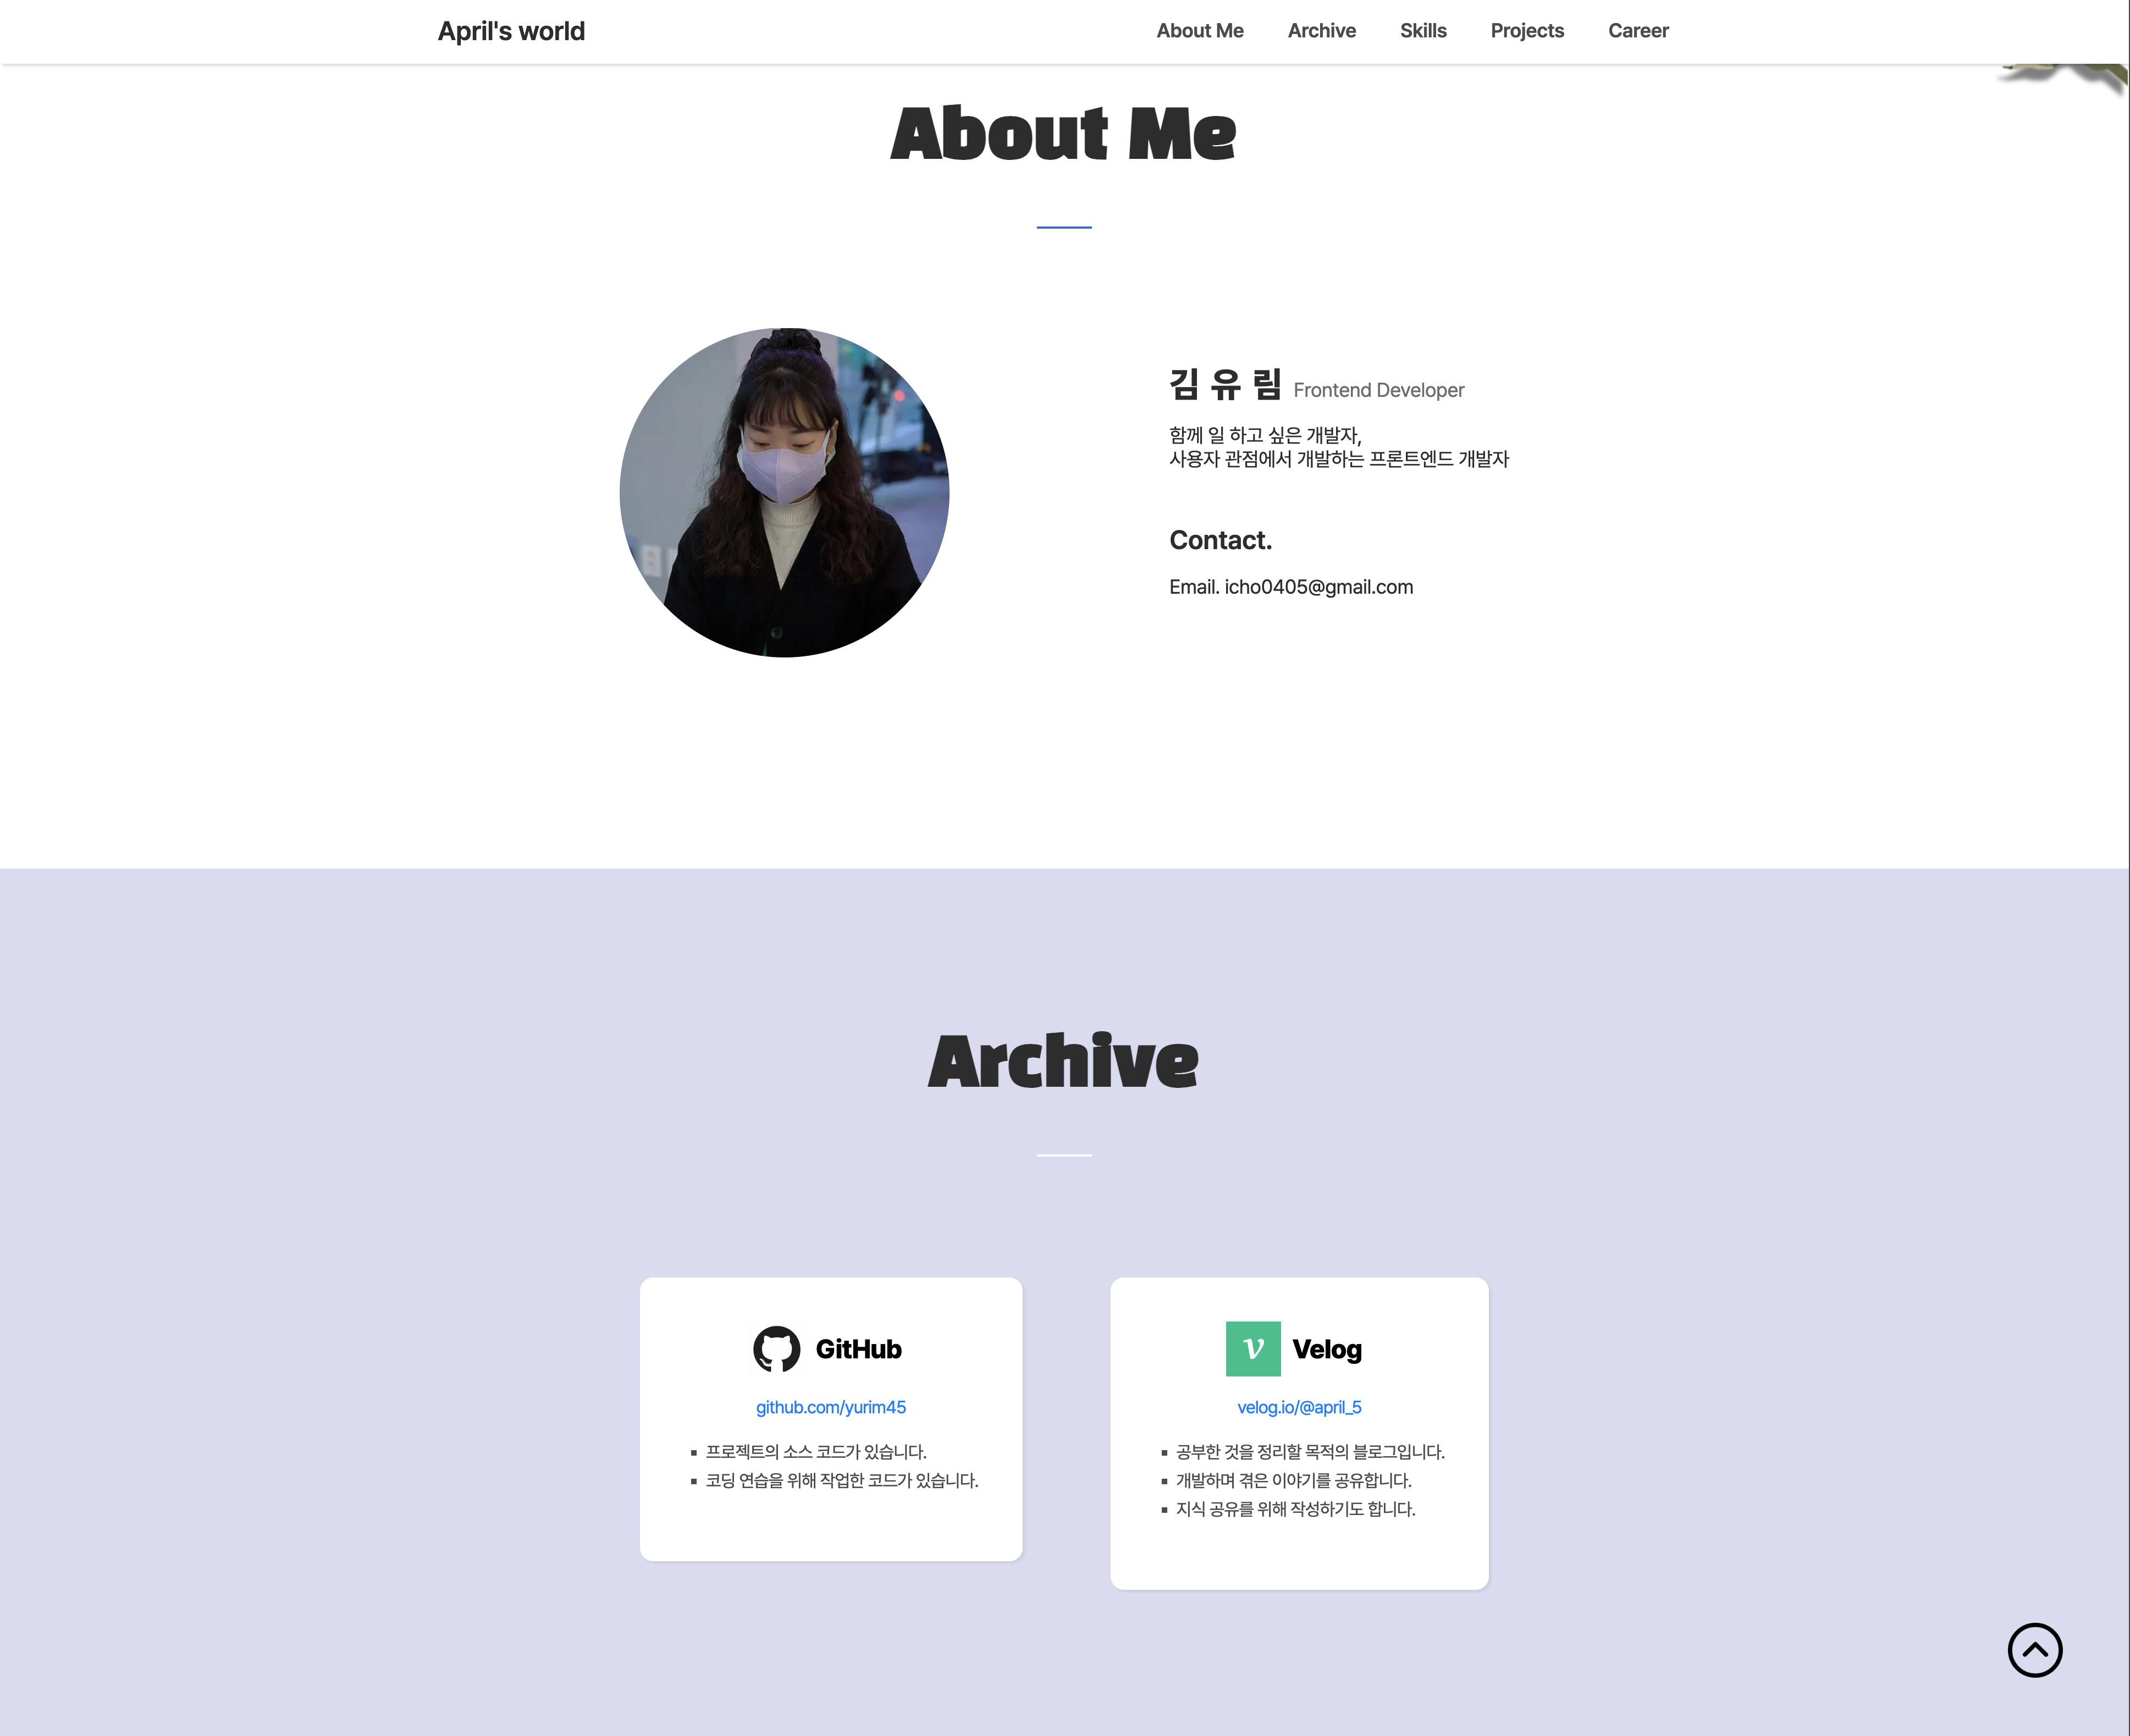 April's world
About Me
Archive
Skills
Projects
Career
About Me
김 유 림 Frontend Developer
함께 일 하고 싶은 개발자,
사용자 관점에서 개발하는 프론트엔드 개발자
Contact.
Email. icho0405@gmail.com
Archive
GitHub
github.com/yurim45
프로젝트의 소스 코드가 있습니다.
코딩 연습을 위해 작업한 코드가 있습니다.
v Velog
velog.io/@april_5
공부한 것을 정리할 목적의 블로그입니다.
개발하며 겪은 이야기를 공유합니다.
지식 공유를 위해 작성하기도 합니다.